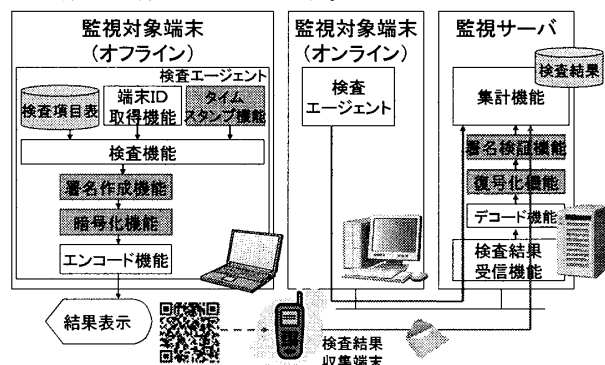 監視対象端末
(オフライン)
監視対象端末
(オンライン)
監視サーバ
検査エージェント
検査項目表
端末ID
取得機能
タイム
スタンプ機能
検査機能
署名作成機能
暗号化機能
エンコード機能
結果表示
検査
エージェント
検査結果
集計機能
署名検証機能
復号化機能
デコード機能
検査結果
受信機能
検査結果
収集端末